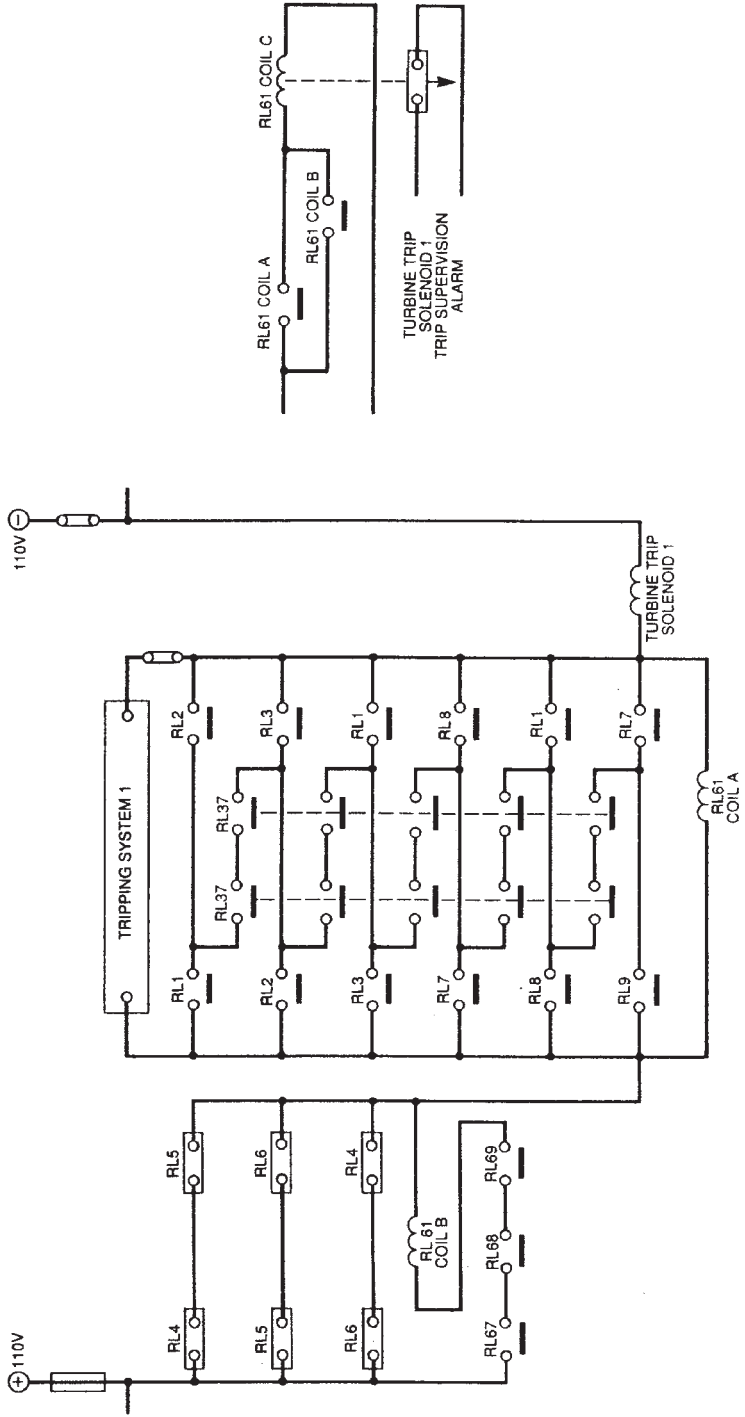 + 110V
RL4
RL5
RL5
RL6
RL6
RL4
RL 61
COIL B
RL67
RL68
RL69
TRIPPING SYSTEM 1
RL1
RL2
RL37
RL37
RL2
RL3
RL3
RL1
RL7
RL8
RL8
RL1
RL9
RL7
RL61
COIL A
110V −
TURBINE TRIP
SOLENOID 1
RL61 COIL A
RL61 COIL C
RL61 COIL B
TURBINE TRIP
SOLENOID 1
TRIP SUPERVISION
ALARM